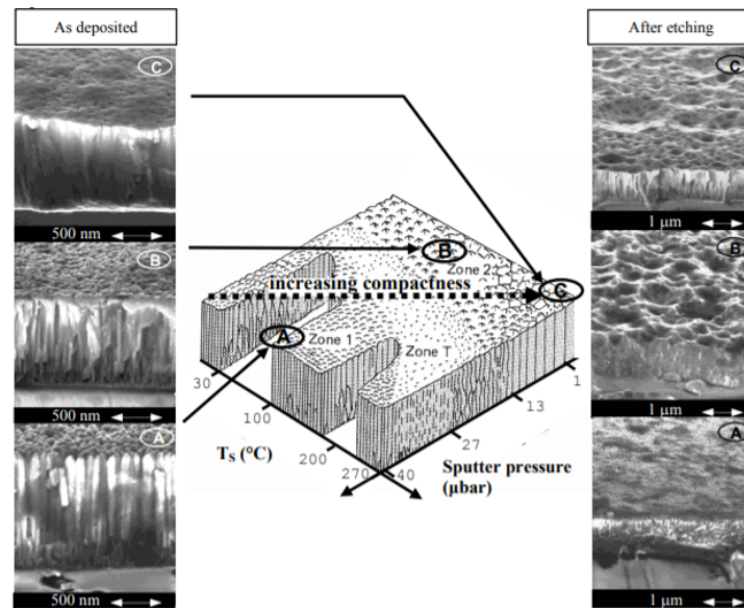 As deposited
After etching
C
500 nm
B
500 nm
A
500 nm
B
Zone 2
increasing compactness
C
A
Zone 1
Zone T
30
100
200
270
T_S (°C)
40
27
13
1
Sputter pressure
(µbar)
C
1 µm
B
1 µm
A
1 µm